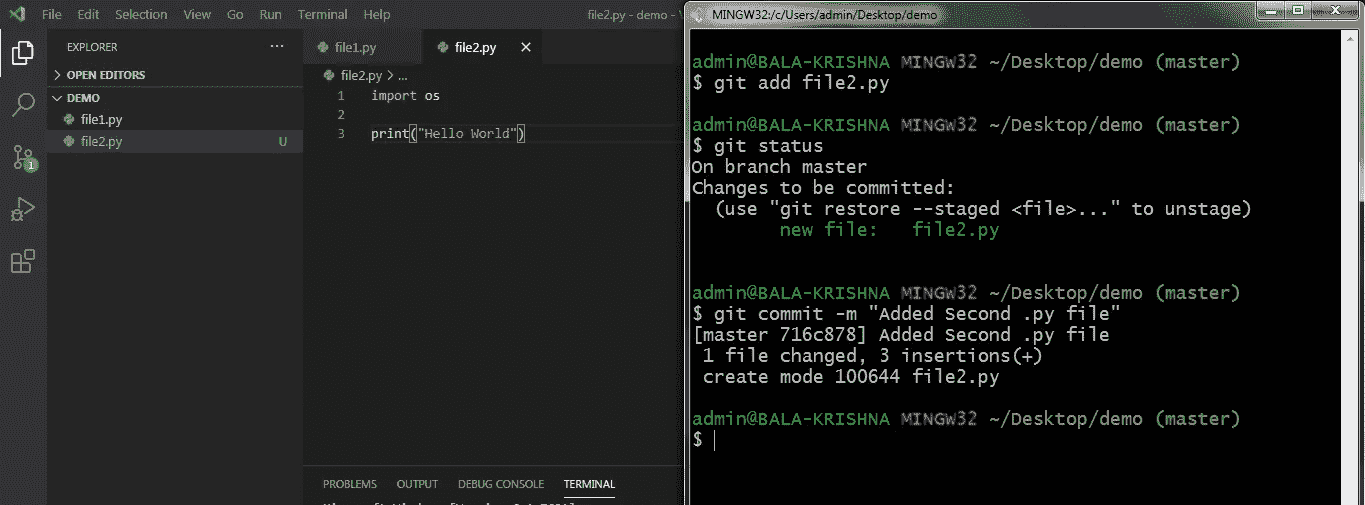 File Edit Selection View Go Run Terminal Help
file2.py - demo -
EXPLORER
OPEN EDITORS
DEMO
file1.py
file2.py U
1
file1.py
file2.py
file2.py > ...
1 import os
2
3 print("Hello World")
PROBLEMS OUTPUT DEBUG CONSOLE TERMINAL
MINGW32:/c/Users/admin/Desktop/demo
admin@BALA-KRISHNA MINGW32 ~/Desktop/demo (master)
$ git add file2.py
admin@BALA-KRISHNA MINGW32 ~/Desktop/demo (master)
$ git status
On branch master
Changes to be committed:
(use "git restore --staged <file>..." to unstage)
new file: file2.py
admin@BALA-KRISHNA MINGW32 ~/Desktop/demo (master)
$ git commit -m "Added Second .py file"
[master 716c878] Added Second .py file
1 file changed, 3 insertions(+)
create mode 100644 file2.py
admin@BALA-KRISHNA MINGW32 ~/Desktop/demo (master)
$